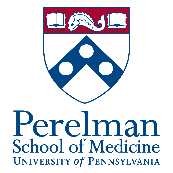 Perelman
School of Medicine
University of Pennsylvania